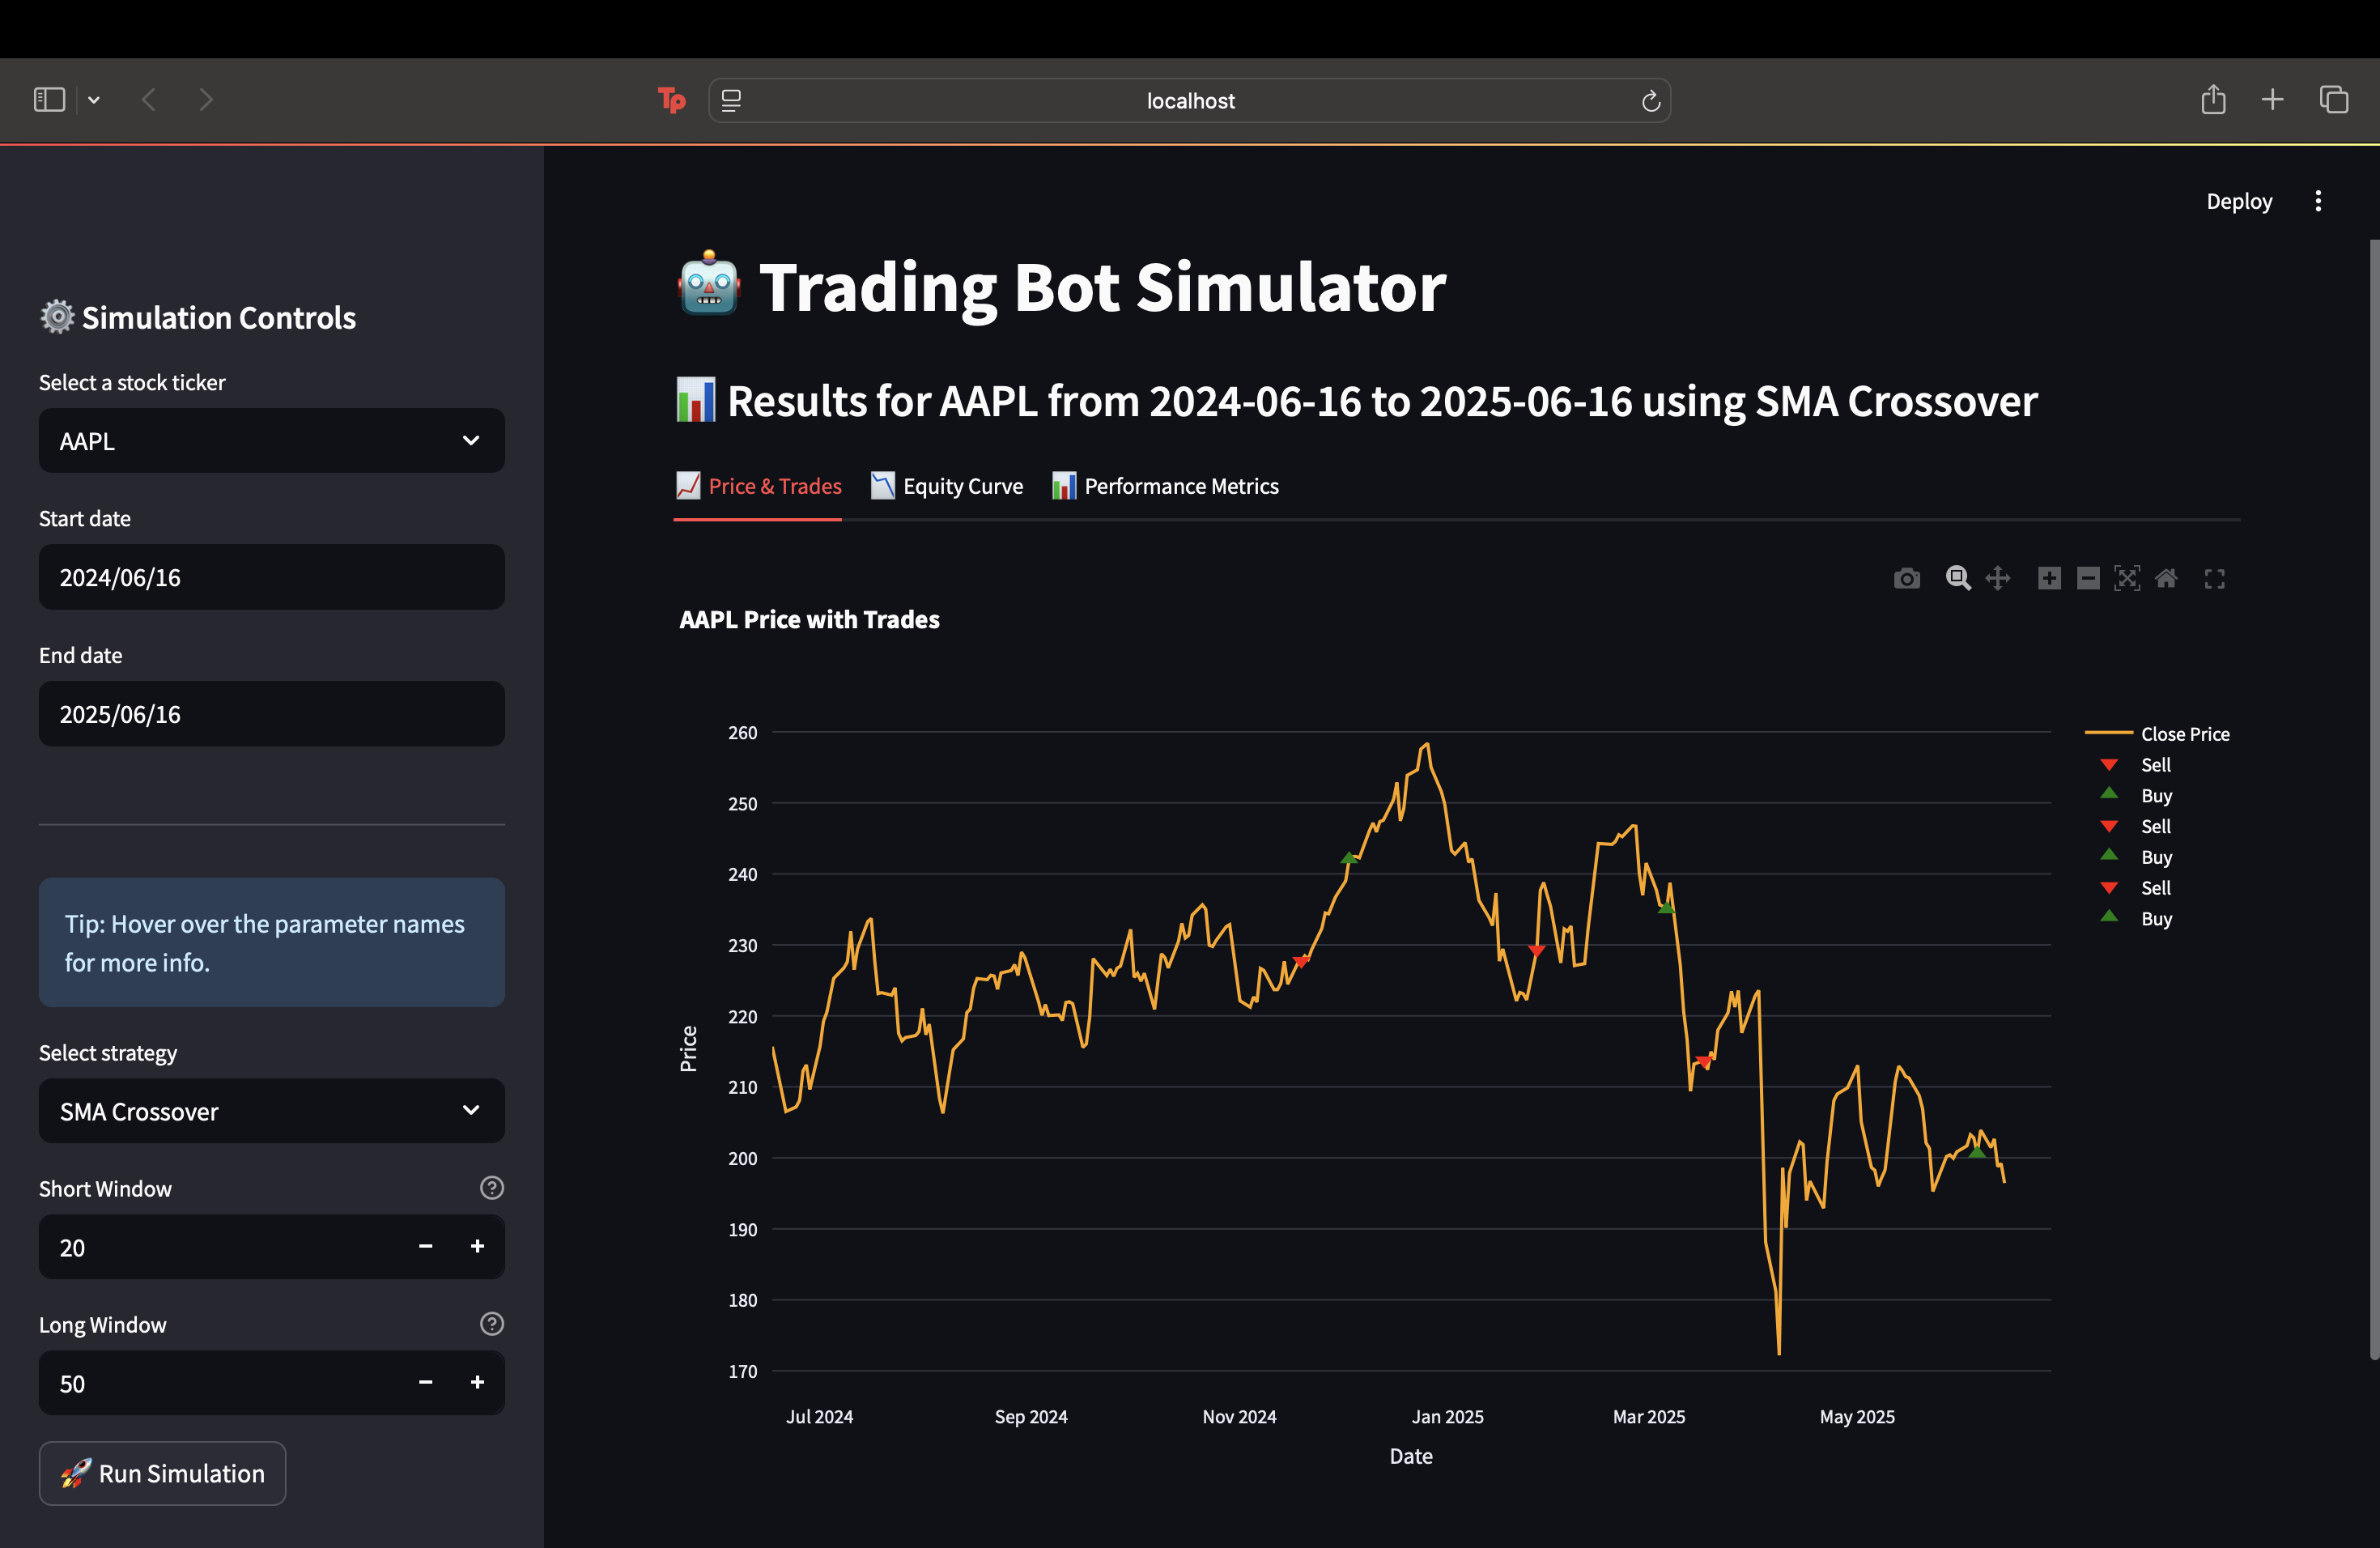 Tp
localhost
Deploy
Simulation Controls
Select a stock ticker
AAPL
Start date
2024/06/16
End date
2025/06/16
Tip: Hover over the parameter names
for more info.
Select strategy
SMA Crossover
Short Window
20
Long Window
50
Run Simulation
Trading Bot Simulator
Results for AAPL from 2024-06-16 to 2025-06-16 using SMA Crossover
Price & Trades
Equity Curve
Performance Metrics
AAPL Price with Trades
Price
260
250
240
230
220
210
200
190
180
170
Jul 2024
Sep 2024
Nov 2024
Jan 2025
Mar 2025
May 2025
Date
Close Price
Sell
Buy
Sell
Buy
Sell
Buy